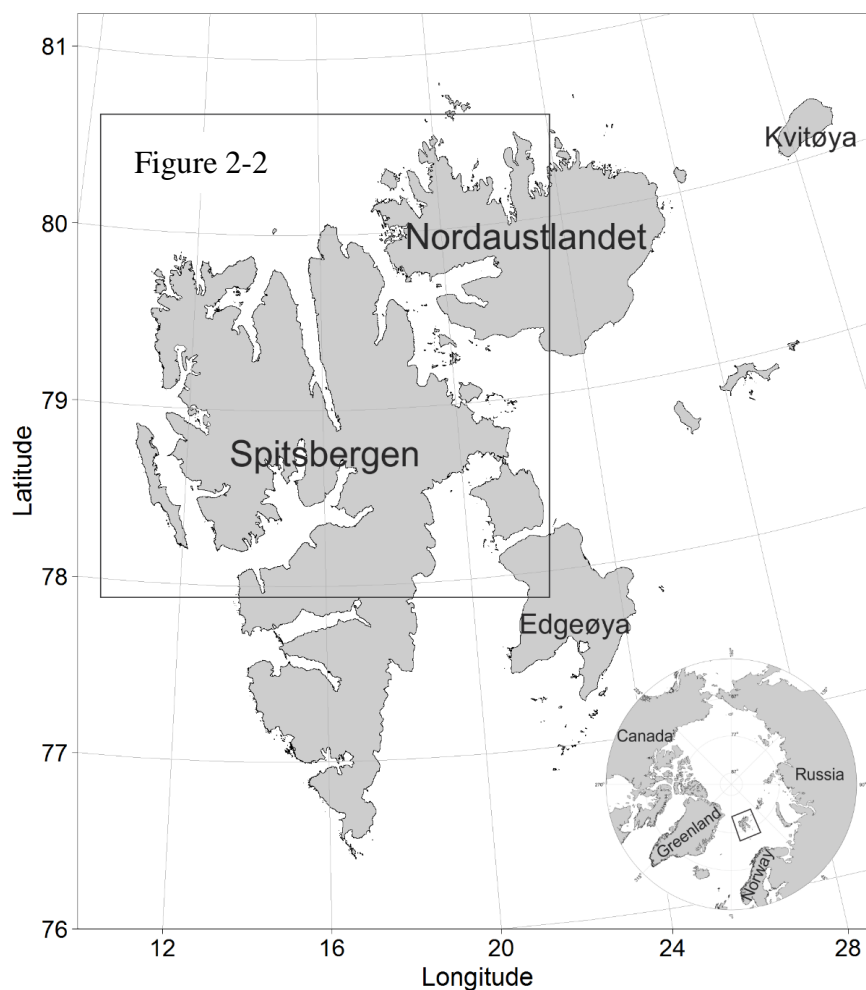 81
80
79
78
77
76
Latitude
12
16
20
24
28
Longitude
Figure 2-2
Kvitøya
Nordaustlandet
Spitsbergen
Edgeøya
Canada
Russia
Greenland
Norway